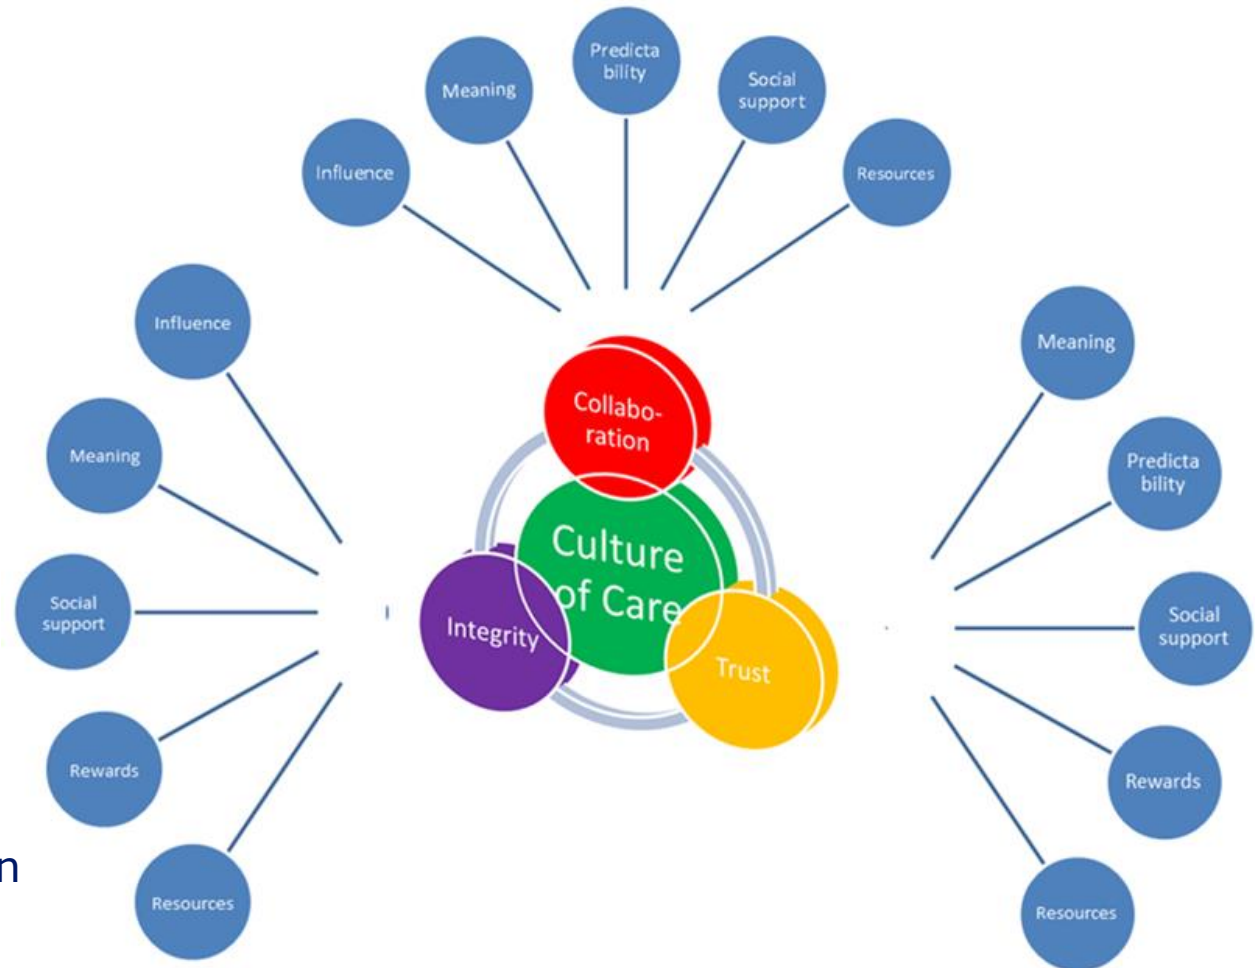 Predicta
bility
Meaning
Social
support
Influence
Resources
Influence
Meaning
Social
support
Rewards
Resources
Collabo-
ration
Culture
of Care
Integrity
Trust
Meaning
Predicta
bility
Social
support
Rewards
Resources
n